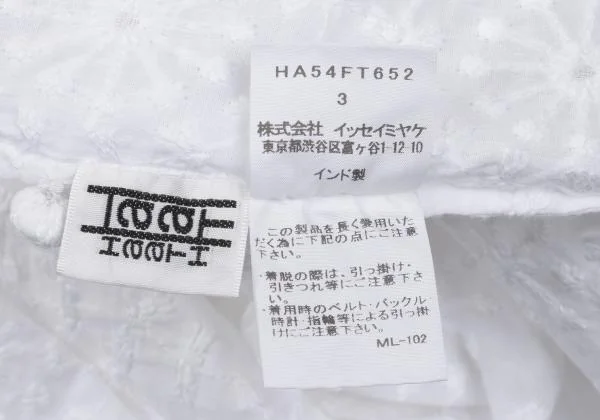 HA54FT652
3
株式会社 イッセイミヤケ
東京都渋谷区富ヶ谷1-12-10
インド製
HaaT
HaaT
この製品を長く愛用いた
だく為に下記の点にご注意
下さい。
・着脱の際は、引っ掛け・
引きつれ等にご注意下さ
い。
・着用時のベルト・バックル
時計・指輪等による引っ掛
けにご注意下さい。
ML-102